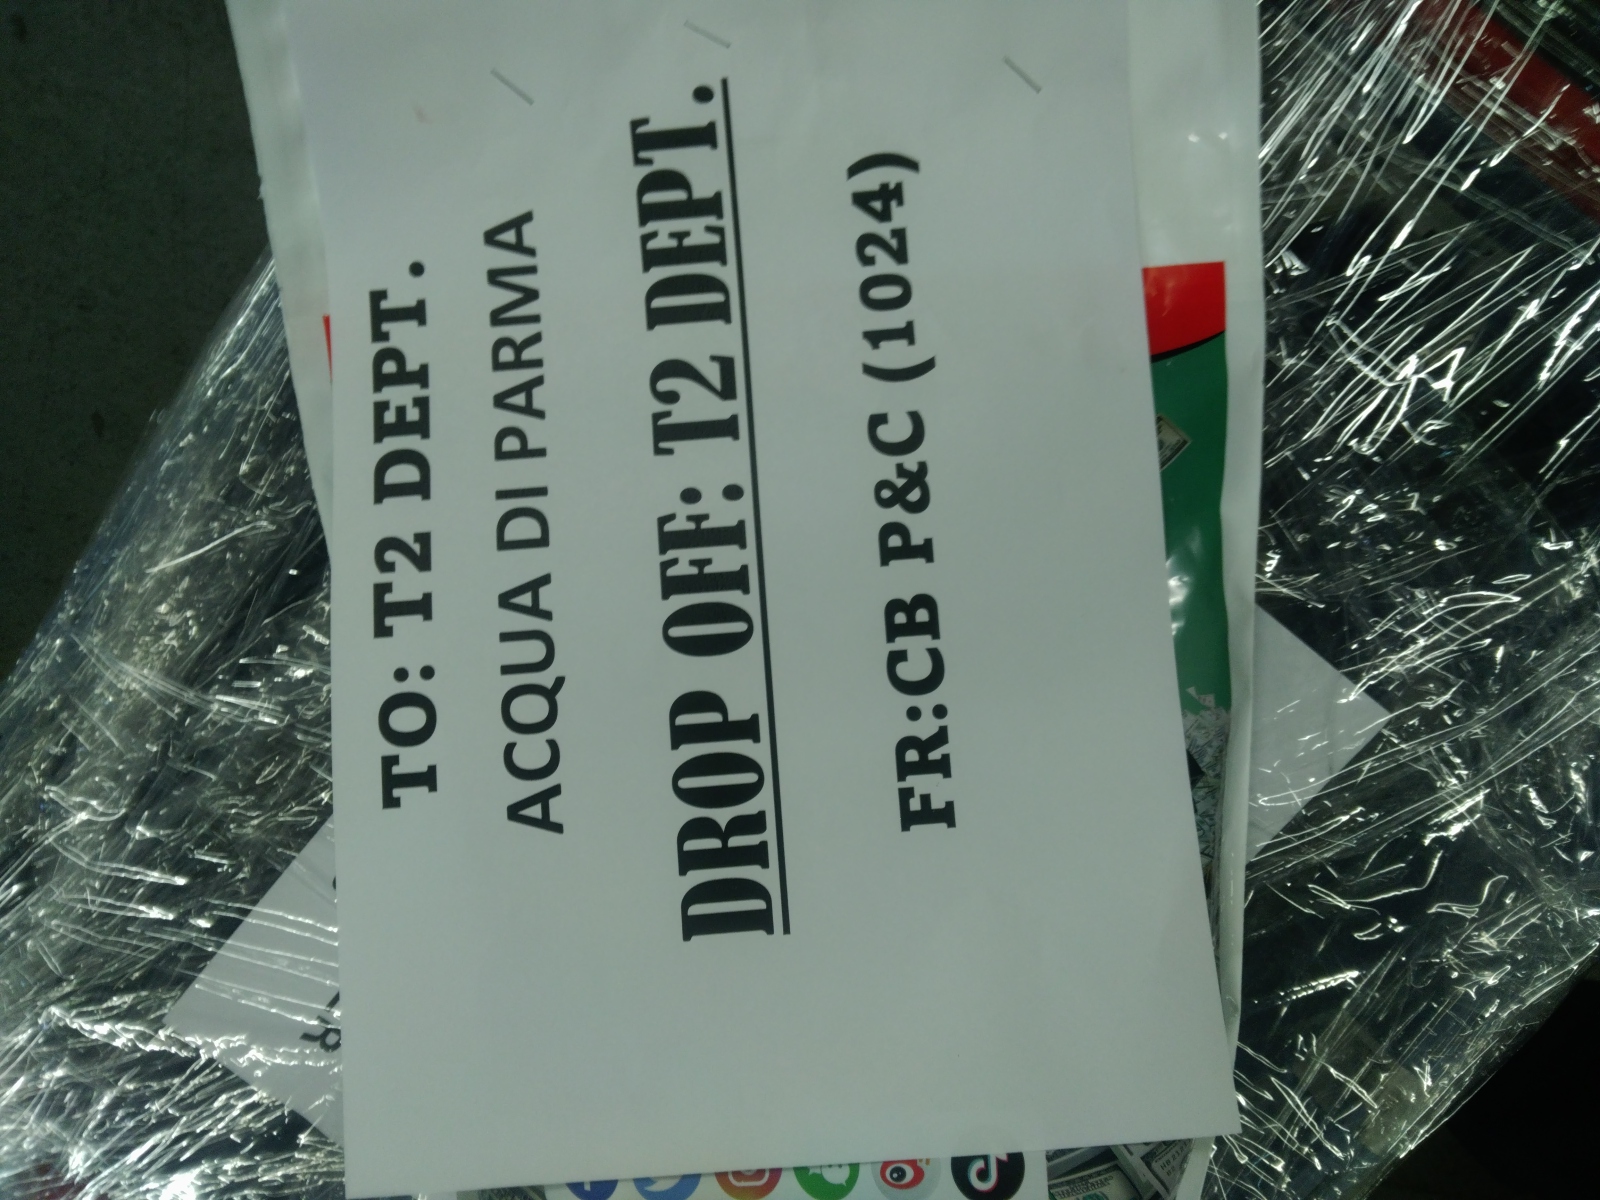 TO: T2 DEPT.
ACQUA DI PARMA
DROP OFF: T2 DEPT.
FR:CB P&C (1024)